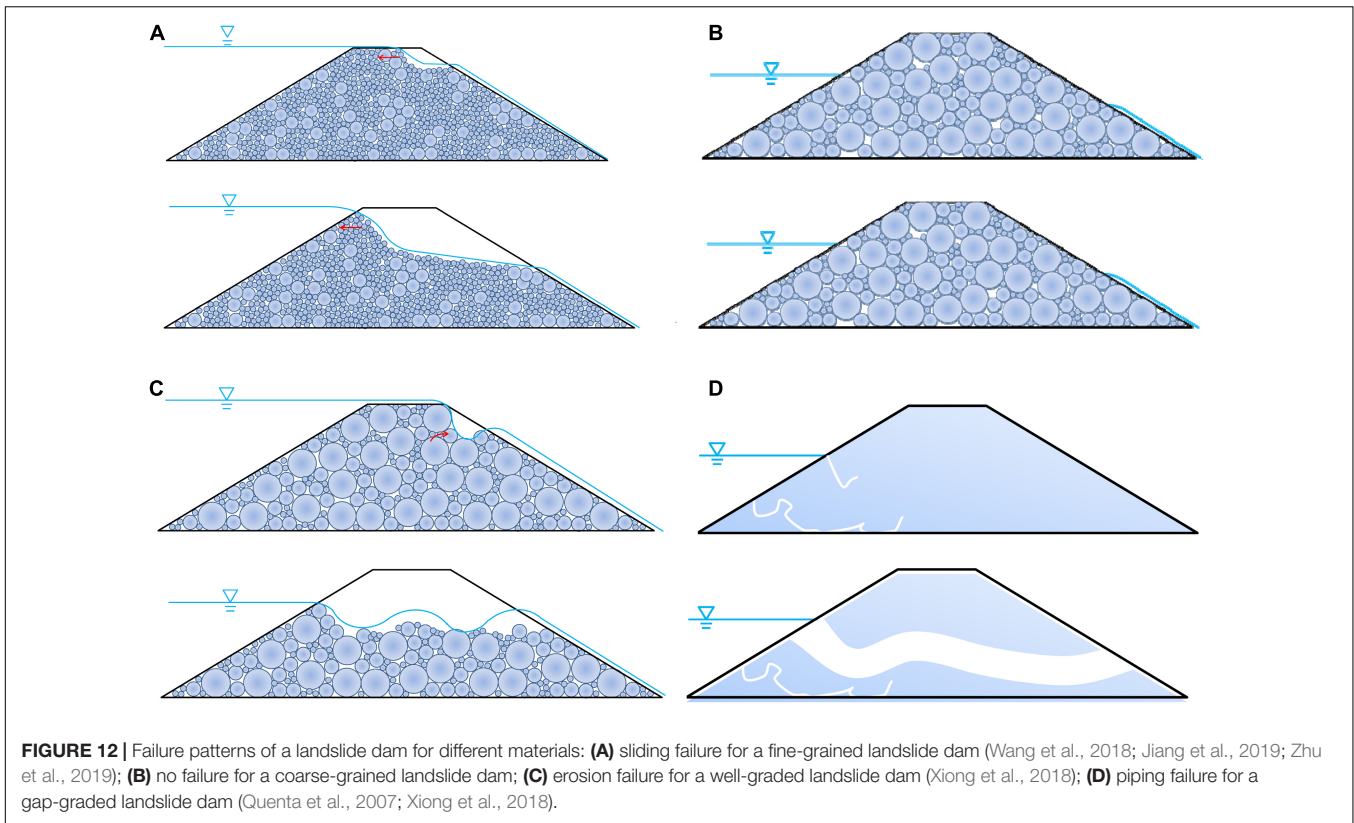 A
B
C
D
FIGURE 12 | Failure patterns of a landslide dam for different materials: (A) sliding failure for a fine-grained landslide dam (Wang et al., 2018; Jiang et al., 2019; Zhu
et al., 2019); (B) no failure for a coarse-grained landslide dam; (C) erosion failure for a well-graded landslide dam (Xiong et al., 2018); (D) piping failure for a
gap-graded landslide dam (Quenta et al., 2007; Xiong et al., 2018).